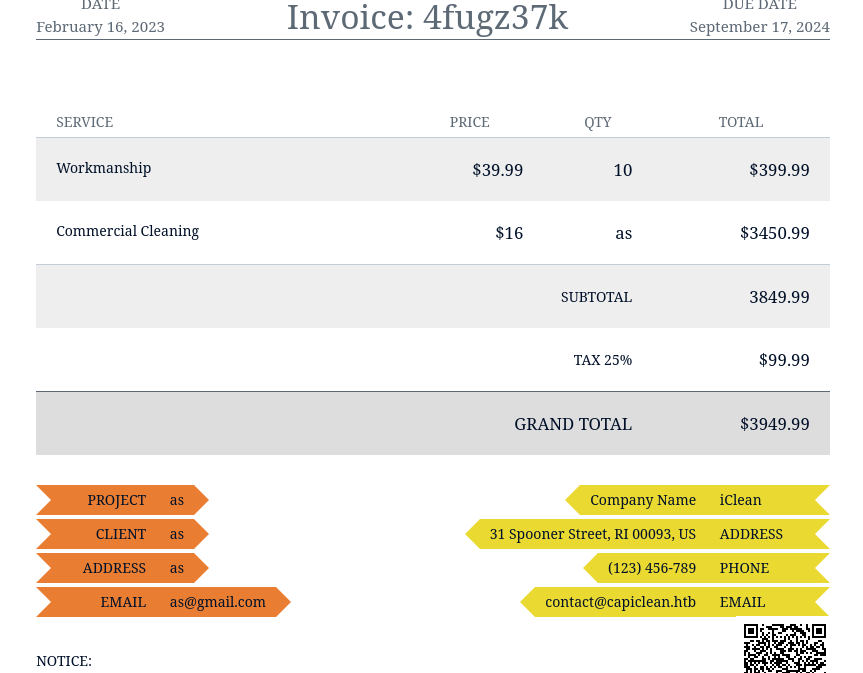 DATE
February 16, 2023
Invoice: 4fugz37k
DUE DATE
September 17, 2024
SERVICE PRICE QTY TOTAL
Workmanship $39.99 10 $399.99
Commercial Cleaning $16 as $3450.99
SUBTOTAL 3849.99
TAX 25% $99.99
GRAND TOTAL $3949.99
PROJECT as
CLIENT as
ADDRESS as
EMAIL as@gmail.com
Company Name iClean
31 Spooner Street, RI 00093, US ADDRESS
(123) 456-789 PHONE
contact@capiclean.htb EMAIL
NOTICE: